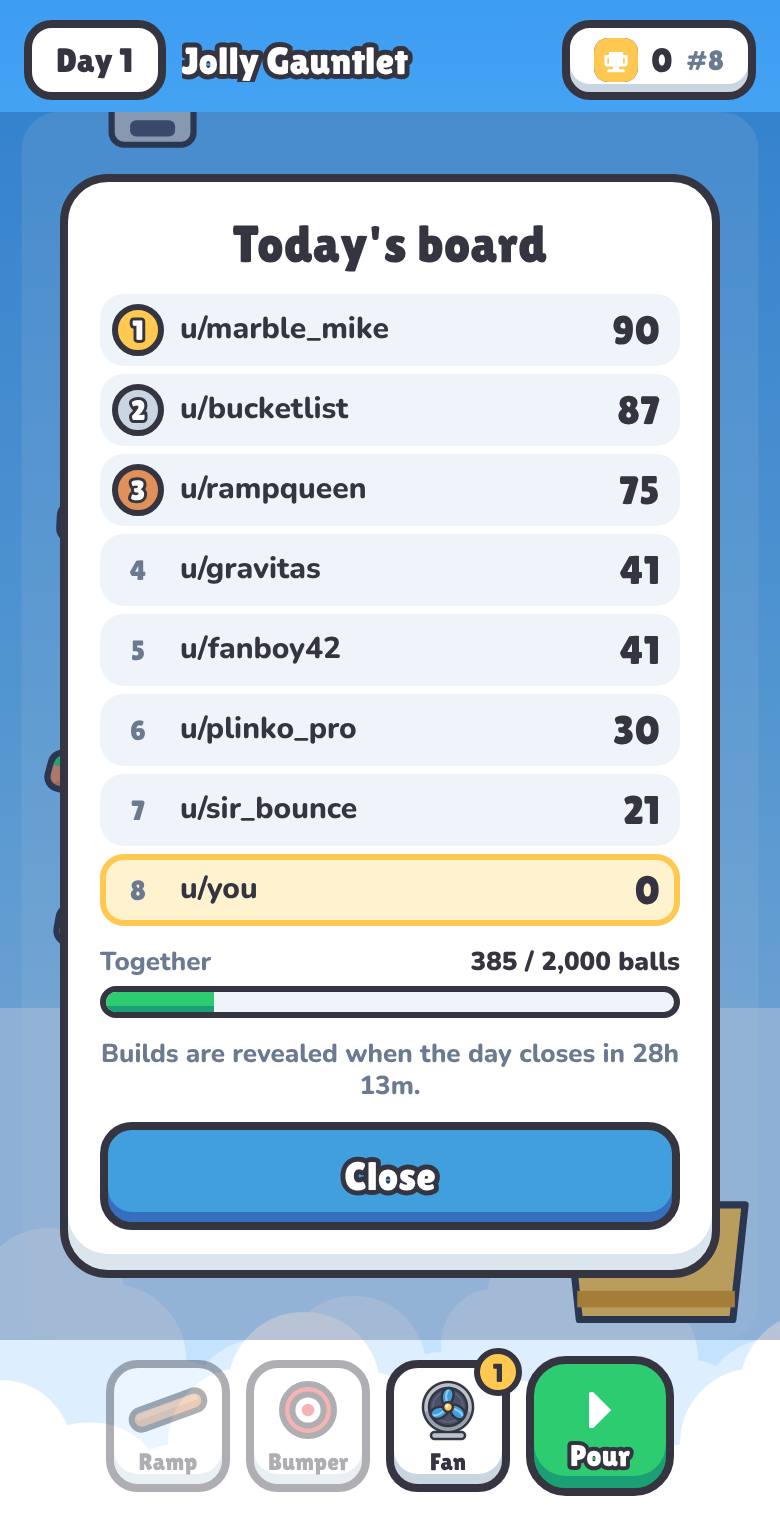 Day 1
Jolly Gauntlet
0 #8
Today's board
1 u/marble_mike 90
2 u/bucketlist 87
3 u/rampqueen 75
4 u/gravitas 41
5 u/fanboy42 41
6 u/plinko_pro 30
7 u/sir_bounce 21
8 u/you 0
Together 385 / 2,000 balls
Builds are revealed when the day closes in 28h
13m.
Close
1
Ramp Bumper Fan Pour